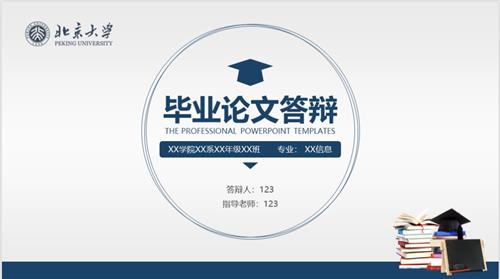 北京大学
PEKING UNIVERSITY
毕业论文答辩
THE PROFESSIONAL POWERPOINT TEMPLATES
XX学院XX系XX年级XX班 专业： XX信息
答辩人：123
指导老师：123